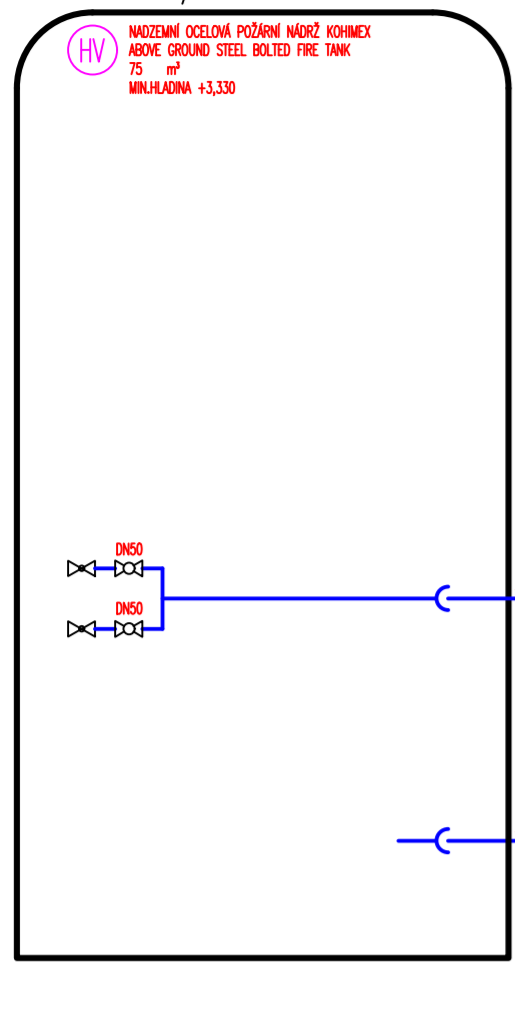 HV
NADZEMNÍ OCELOVÁ POŽÁRNÍ NÁDRŽ KOHIMEX
ABOVE GROUND STEEL BOLTED FIRE TANK
75 m³
MIN.HLADINA +3,330
DN50
DN50